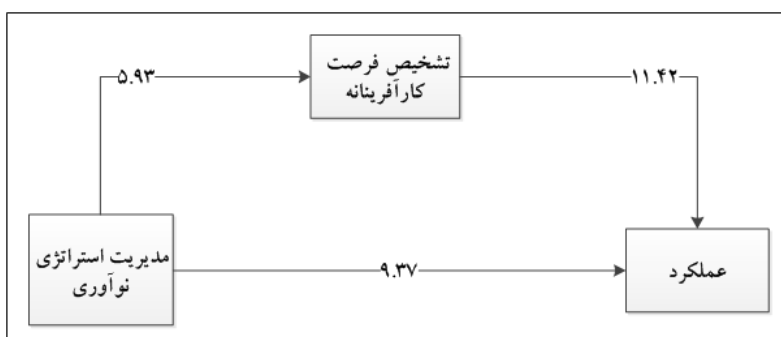 تشخیص فرصت
کارآفرینانه
۵.۹۳
۱۱.۴۲
مدیریت استراتژی
نوآوری
۹.۳۷
عملکرد